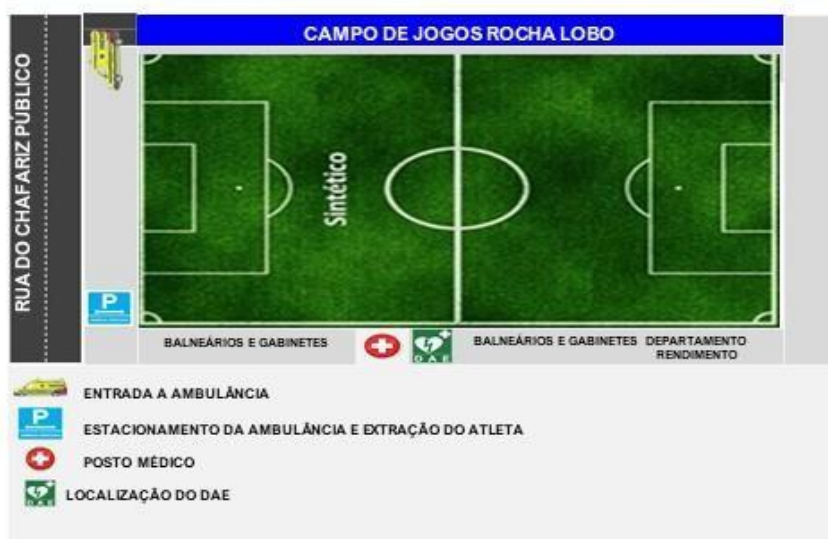 CAMPO DE JOGOS ROCHA LOBO
RUA DO CHAFARIZ PÚBLICO
Sintético
P
BALNEÁRIOS E GABINETES
DAE
BALNEÁRIOS E GABINETES
DEPARTAMENTO
RENDIMENTO
ENTRADA A AMBULÂNCIA
P
ESTACIONAMENTO DA AMBULÂNCIA E EXTRAÇÃO DO ATLETA
POSTO MÉDICO
DAE
LOCALIZAÇÃO DO DAE